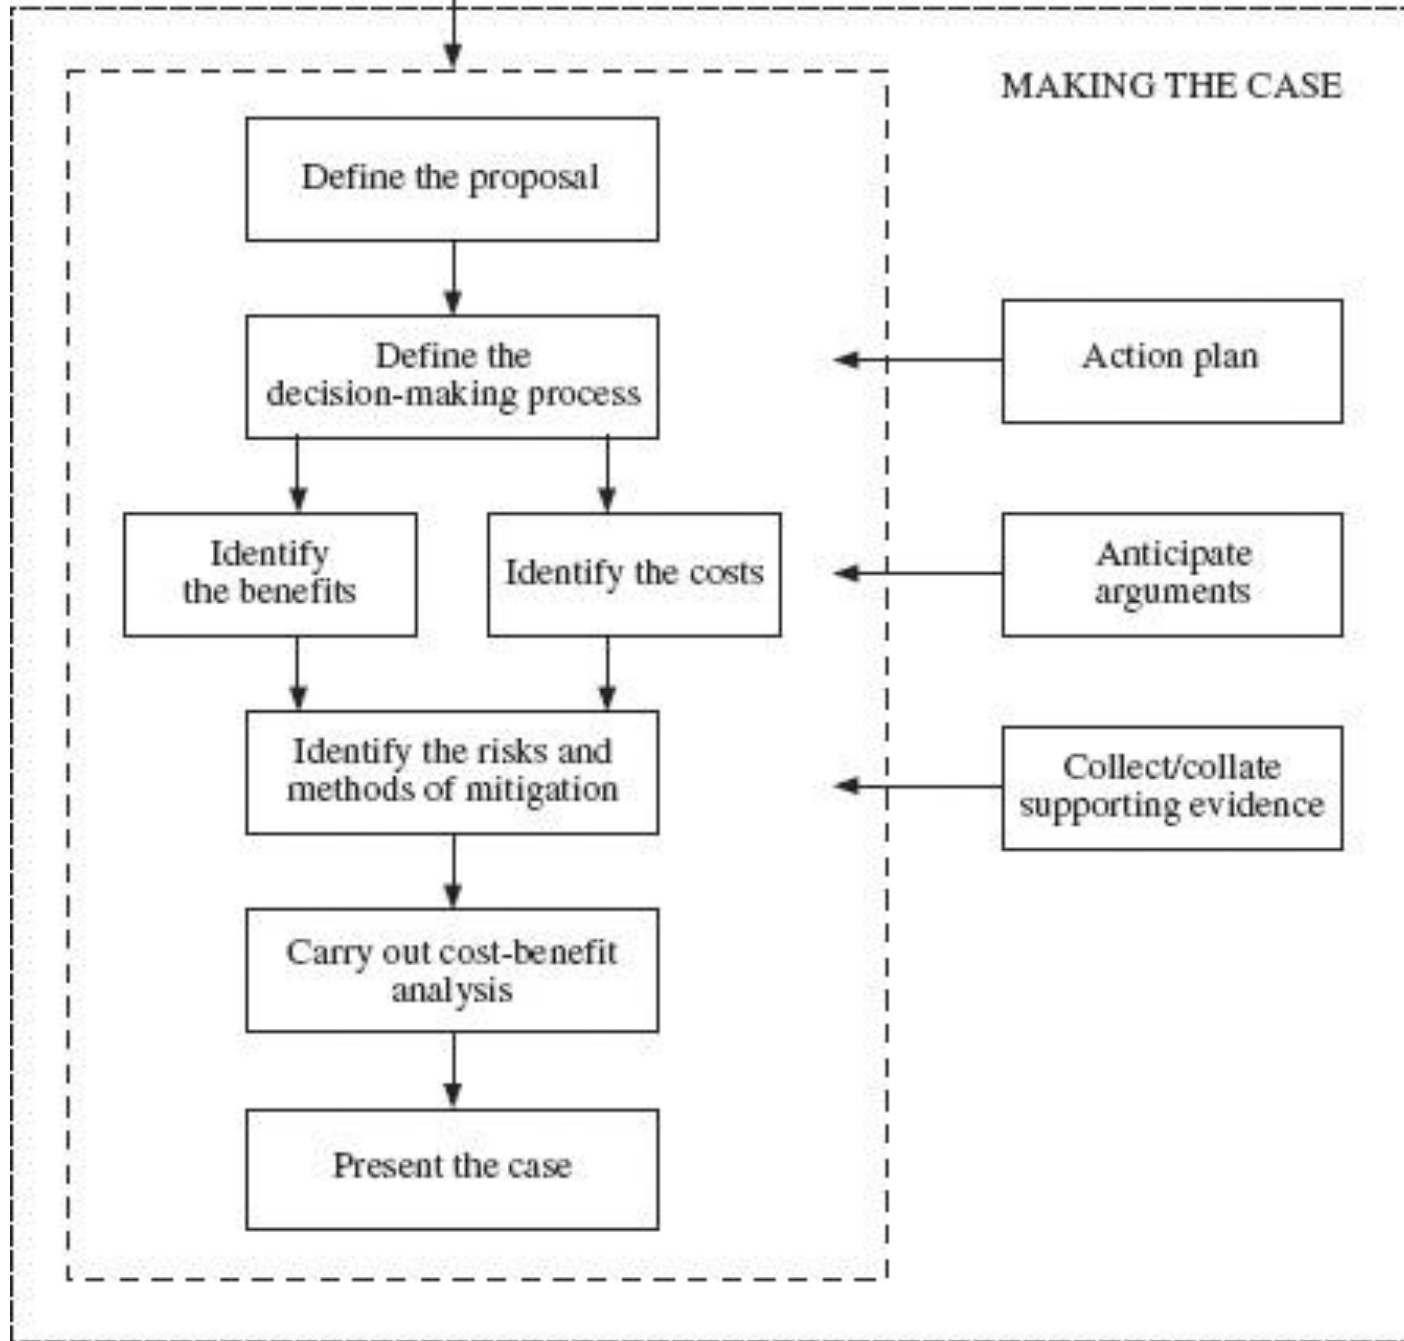 MAKING THE CASE
Define the proposal
Define the
decision-making process
Action plan
Identify
the benefits
Identify the costs
Anticipate
arguments
Identify the risks and
methods of mitigation
Collect/collate
supporting evidence
Carry out cost-benefit
analysis
Present the case